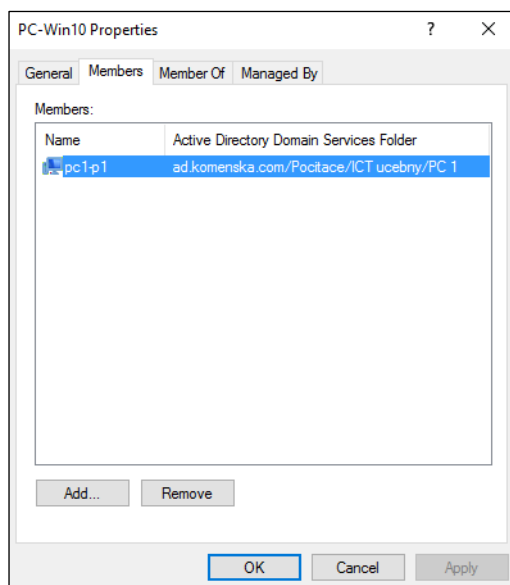 PC-Win10 Properties ? ×
General Members Member Of Managed By
Members:
Name Active Directory Domain Services Folder
pc1-p1 ad.komenska.com/Pocitace/ICT ucebny/PC 1
Add... Remove
OK Cancel Apply